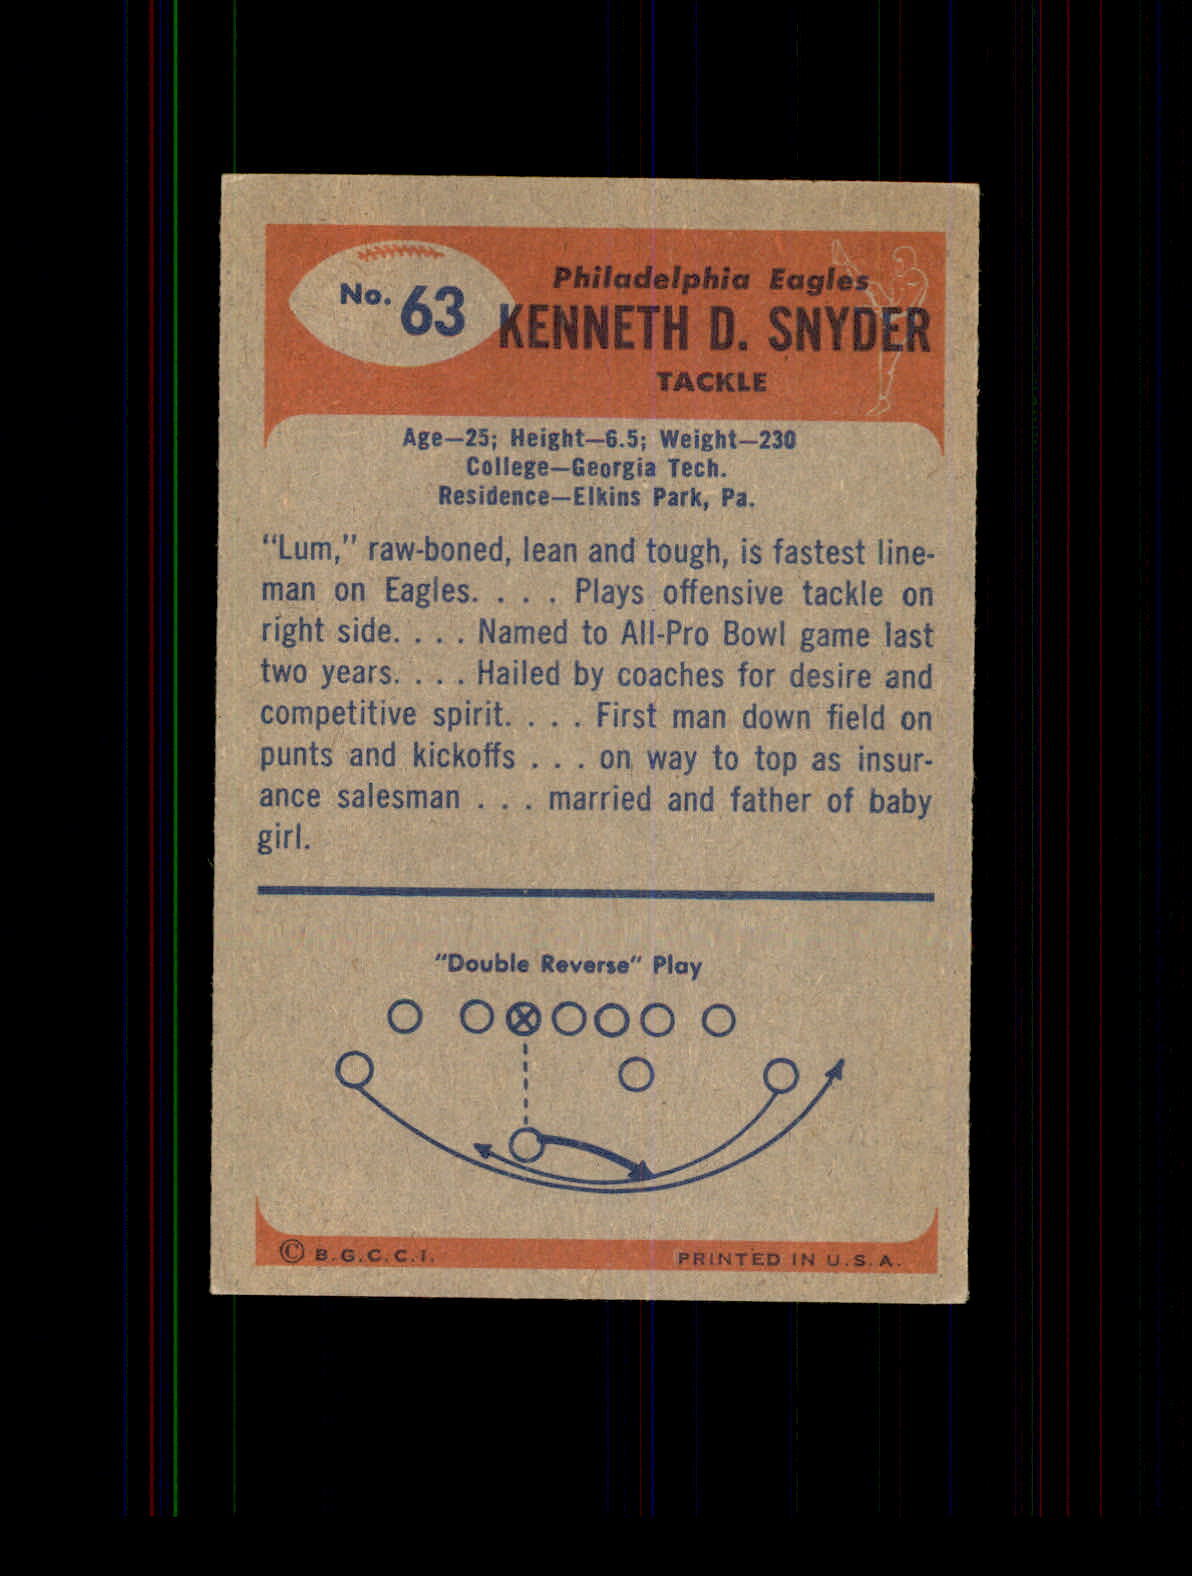 No. 63
Philadelphia Eagles
KENNETH D. SNYDER
TACKLE
Age—25; Height—6.5; Weight—230
College—Georgia Tech.
Residence—Elkins Park, Pa.
"Lum," raw-boned, lean and tough, is fastest line-
man on Eagles. . . . Plays offensive tackle on
right side. . . . Named to All-Pro Bowl game last
two years. . . . Hailed by coaches for desire and
competitive spirit. . . . First man down field on
punts and kickoffs . . . on way to top as insur-
ance salesman . . . married and father of baby
girl.
"Double Reverse" Play
© B.G.C.C.I.
PRINTED IN U.S.A.